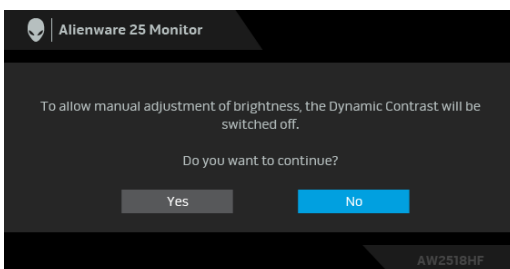 Alienware 25 Monitor
To allow manual adjustment of brightness, the Dynamic Contrast will be
switched off.
Do you want to continue?
Yes
No
AW2518HF